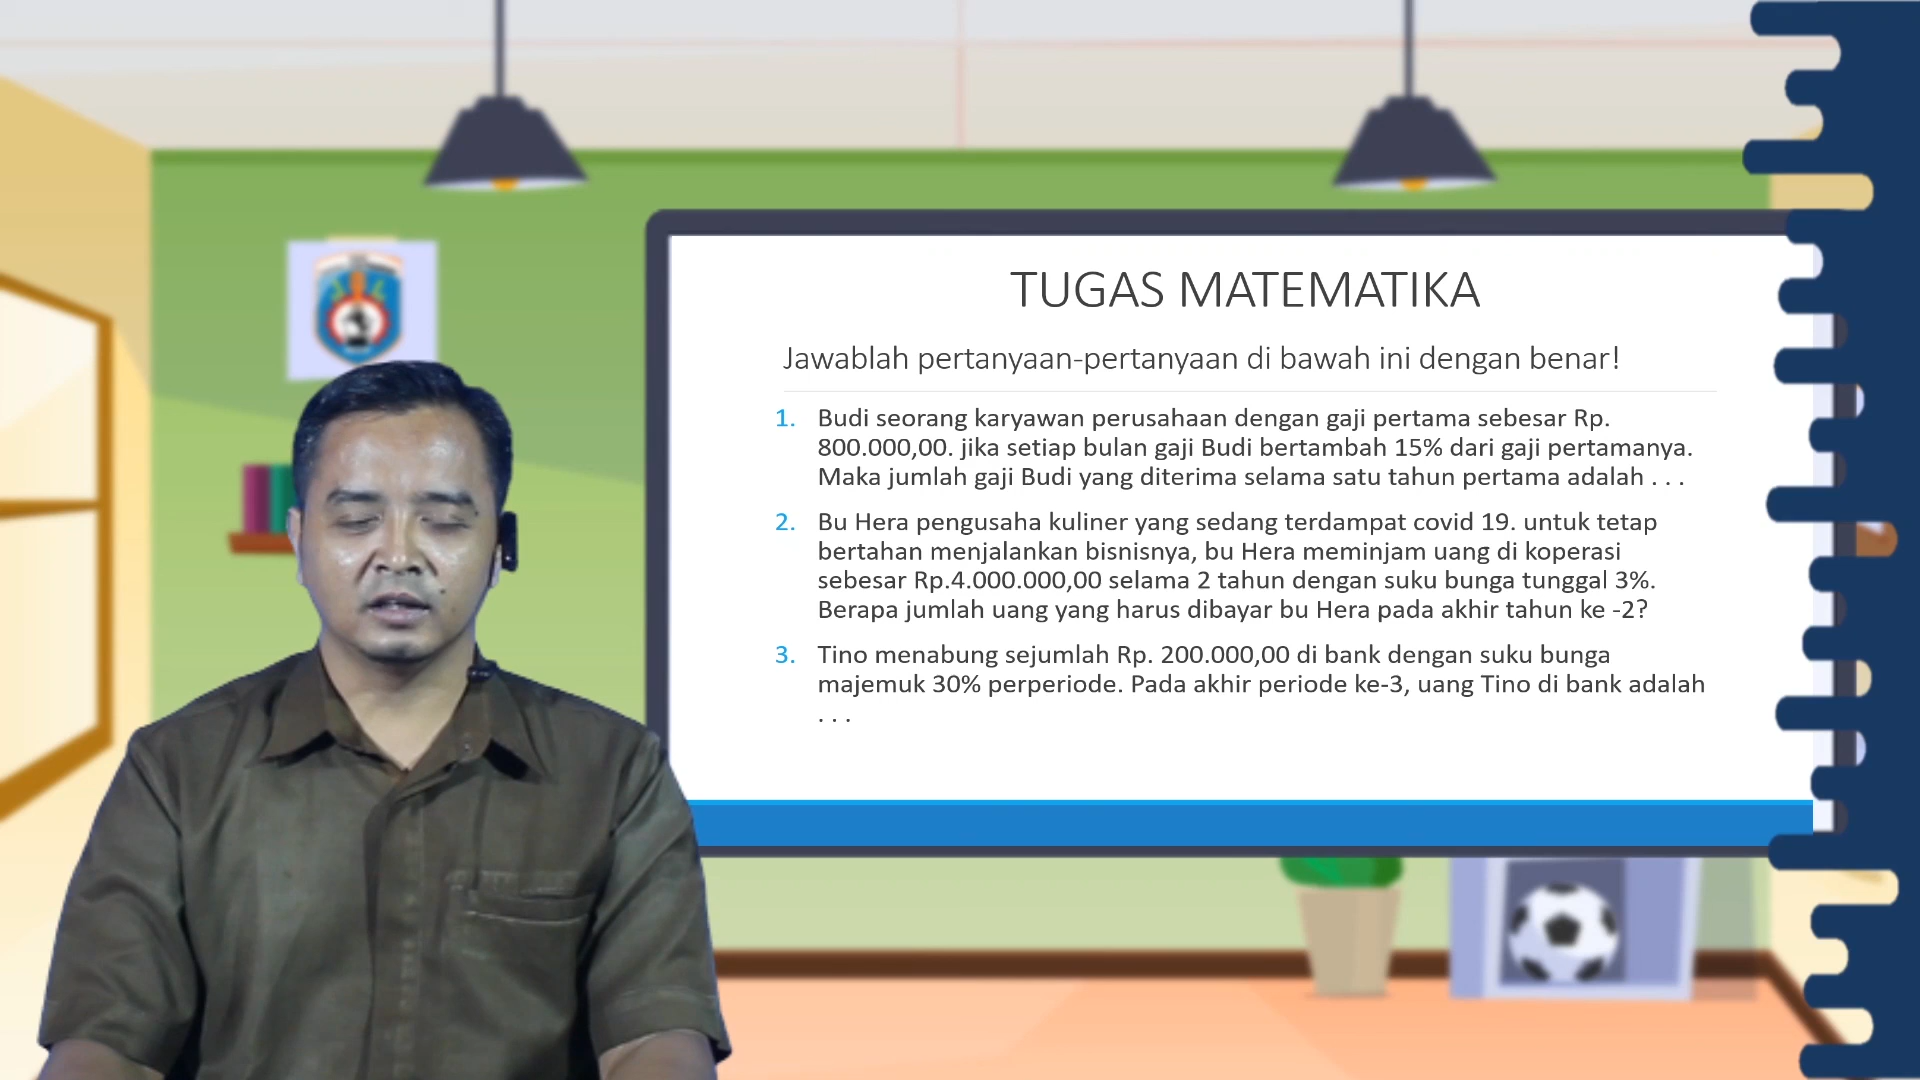 TUGAS MATEMATIKA
Jawablah pertanyaan-pertanyaan di bawah ini dengan benar!
1. Budi seorang karyawan perusahaan dengan gaji pertama sebesar Rp.
800.000,00. jika setiap bulan gaji Budi bertambah 15% dari gaji pertamanya.
Maka jumlah gaji Budi yang diterima selama satu tahun pertama adalah . . .
2. Bu Hera pengusaha kuliner yang sedang terdampat covid 19. untuk tetap
bertahan menjalankan bisnisnya, bu Hera meminjam uang di koperasi
sebesar Rp.4.000.000,00 selama 2 tahun dengan suku bunga tunggal 3%.
Berapa jumlah uang yang harus dibayar bu Hera pada akhir tahun ke -2?
3. Tino menabung sejumlah Rp. 200.000,00 di bank dengan suku bunga
majemuk 30% perperiode. Pada akhir periode ke-3, uang Tino di bank adalah
. . .